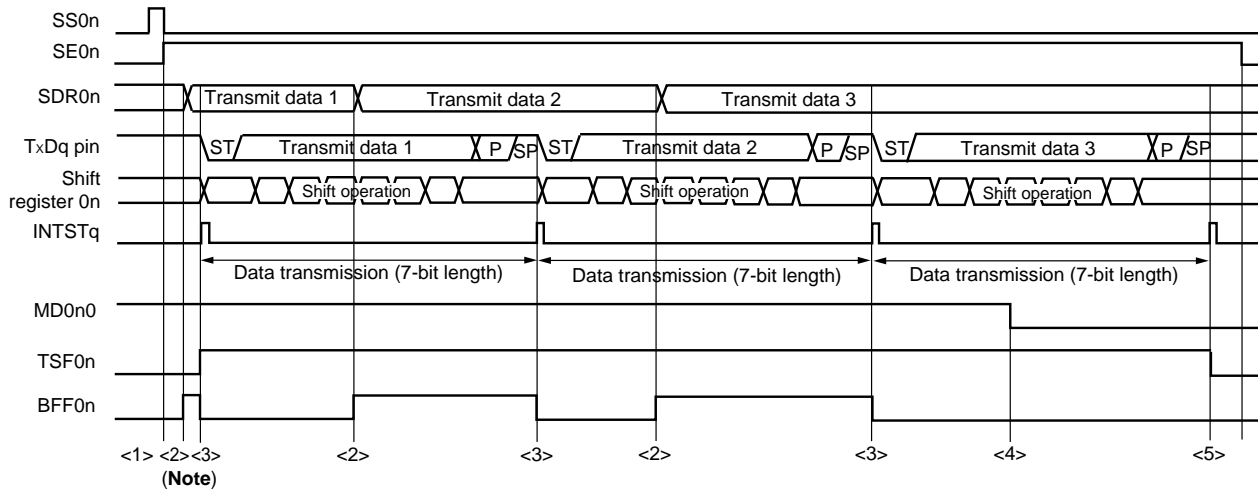 SS0n
SE0n
SDR0n Transmit data 1 Transmit data 2 Transmit data 3
TxDq pin ST Transmit data 1 P SP ST Transmit data 2 P SP ST Transmit data 3 P SP
Shift
register 0n Shift operation Shift operation Shift operation
INTSTq
Data transmission (7-bit length) Data transmission (7-bit length) Data transmission (7-bit length)
MD0n0
TSF0n
BFF0n
<1> <2> <3> <2> <3> <2> <3> <4> <5>
(Note)